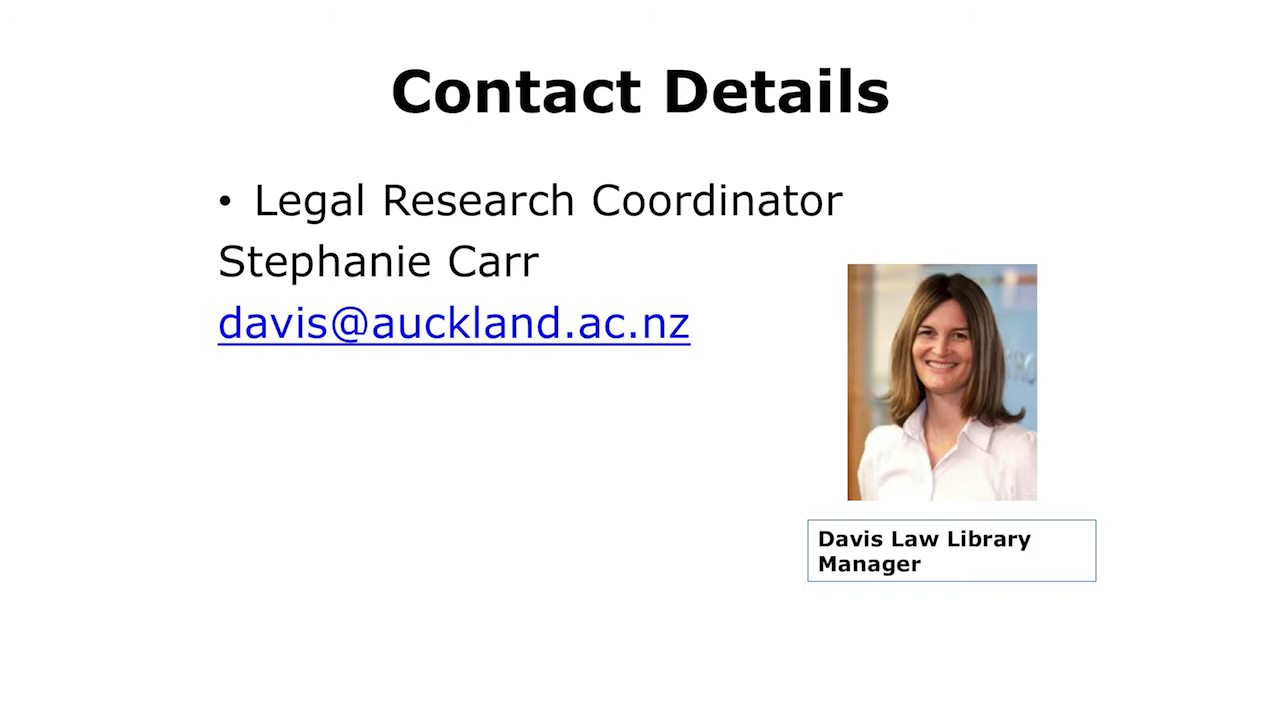 Contact Details
• Legal Research Coordinator
Stephanie Carr
davis@auckland.ac.nz
Davis Law Library
Manager